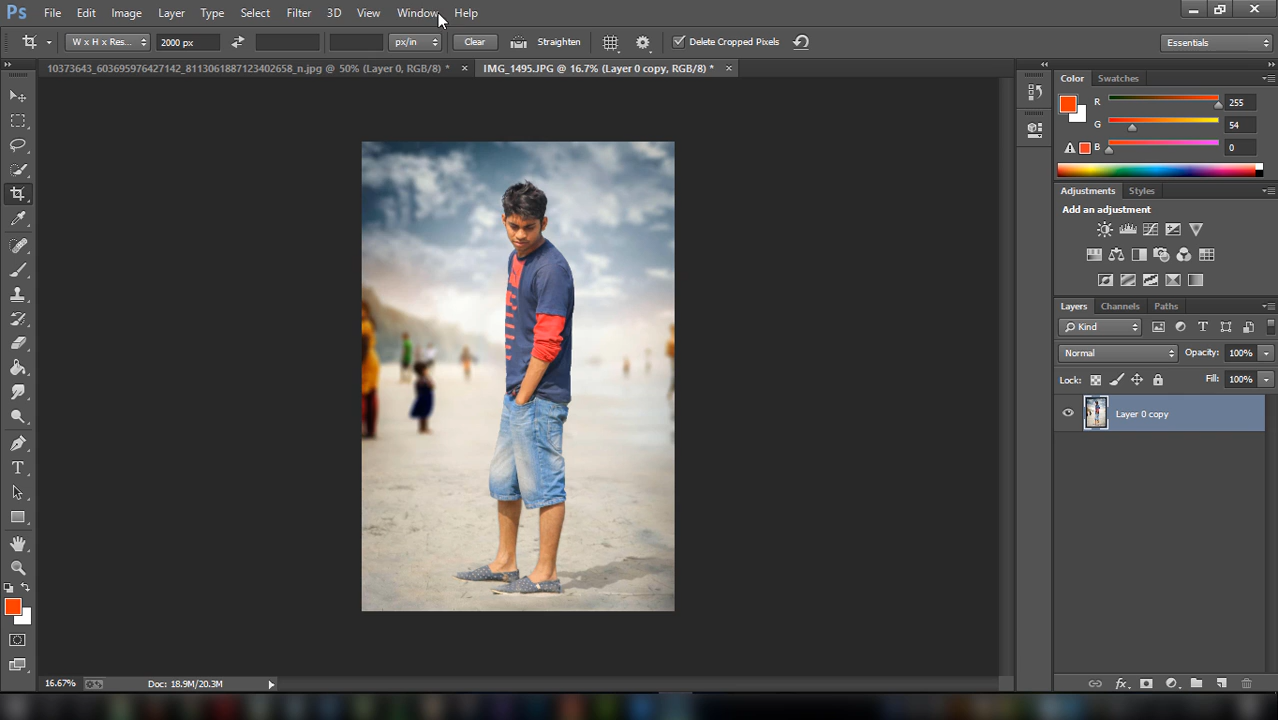 Ps File Edit Image Layer Type Select Filter 3D View Window Help
W x H x Res... 2000 px px/in Clear Straighten Delete Cropped Pixels Essentials
10373643_603695976427142_8113061887123402658_n.jpg @ 50% (Layer 0, RGB/8) * × IMG_1495.JPG @ 16.7% (Layer 0 copy, RGB/8) * ×
Color Swatches
R 255
G 54
B 0
Adjustments Styles
Add an adjustment
Layers Channels Paths
Kind
Normal Opacity: 100%
Lock: Fill: 100%
Layer 0 copy
16.67% Doc: 18.9M/20.3M